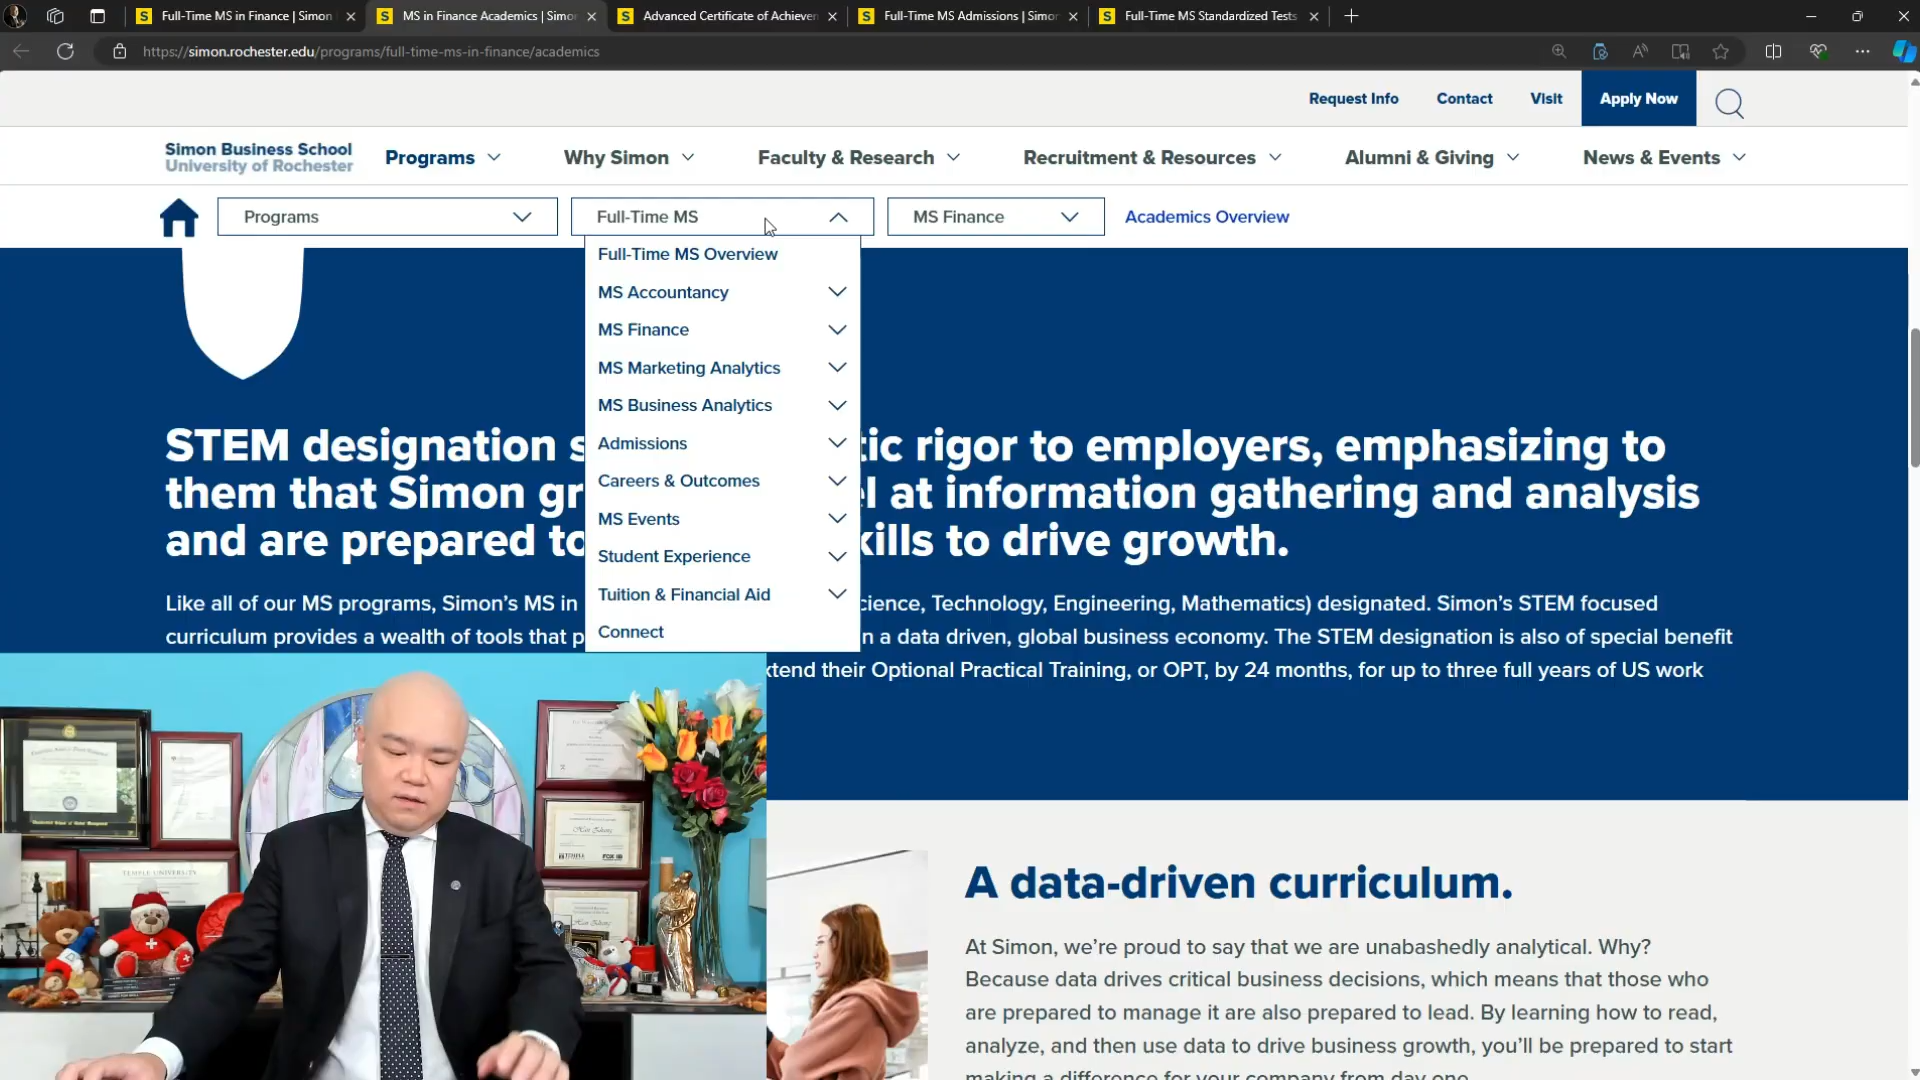 Full-Time MS in Finance | Simon
MS in Finance Academics | Simon
Advanced Certificate of Achieve
Full-Time MS Admissions | Simon
Full-Time MS Standardized Tests
https://simon.rochester.edu/programs/full-time-ms-in-finance/academics
Request Info
Contact
Visit
Apply Now
Simon Business School
University of Rochester
Programs
Why Simon
Faculty & Research
Recruitment & Resources
Alumni & Giving
News & Events
Programs
Full-Time MS
MS Finance
Academics Overview
Full-Time MS Overview
MS Accountancy
MS Finance
MS Marketing Analytics
MS Business Analytics
Admissions
Careers & Outcomes
MS Events
Student Experience
Tuition & Financial Aid
Connect
STEM designation s tic rigor to employers, emphasizing to
them that Simon gr l at information gathering and analysis
and are prepared to kills to drive growth.
Like all of our MS programs, Simon's MS in cience, Technology, Engineering, Mathematics) designated. Simon's STEM focused
curriculum provides a wealth of tools that p n a data driven, global business economy. The STEM designation is also of special benefit
xtend their Optional Practical Training, or OPT, by 24 months, for up to three full years of US work
TEMPLE UNIVERSITY
TEMPLE
FOX
A data-driven curriculum.
At Simon, we're proud to say that we are unabashedly analytical. Why?
Because data drives critical business decisions, which means that those who
are prepared to manage it are also prepared to lead. By learning how to read,
analyze, and then use data to drive business growth, you'll be prepared to start
making a difference for your company from day one.